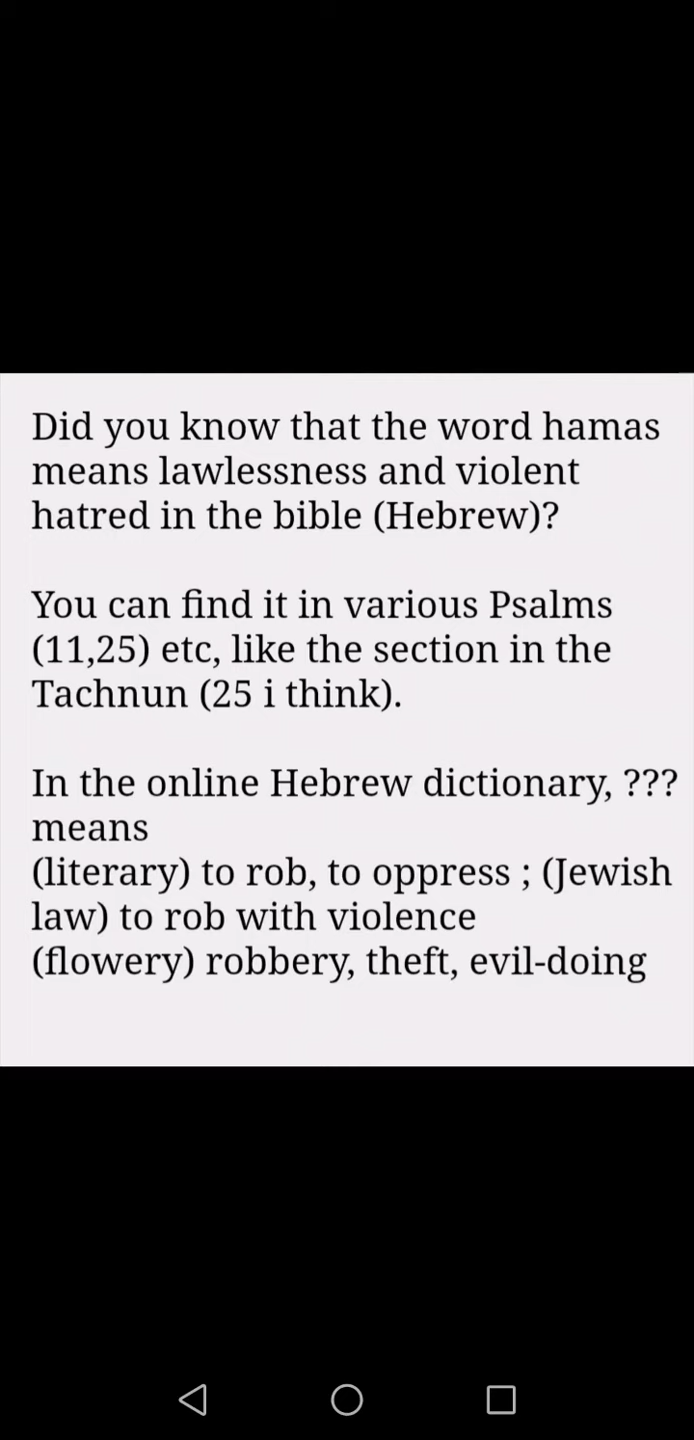 Did you know that the word hamas
means lawlessness and violent
hatred in the bible (Hebrew)?
You can find it in various Psalms
(11,25) etc, like the section in the
Tachnun (25 i think).
In the online Hebrew dictionary, ???
means
(literary) to rob, to oppress ; (Jewish
law) to rob with violence
(flowery) robbery, theft, evil-doing